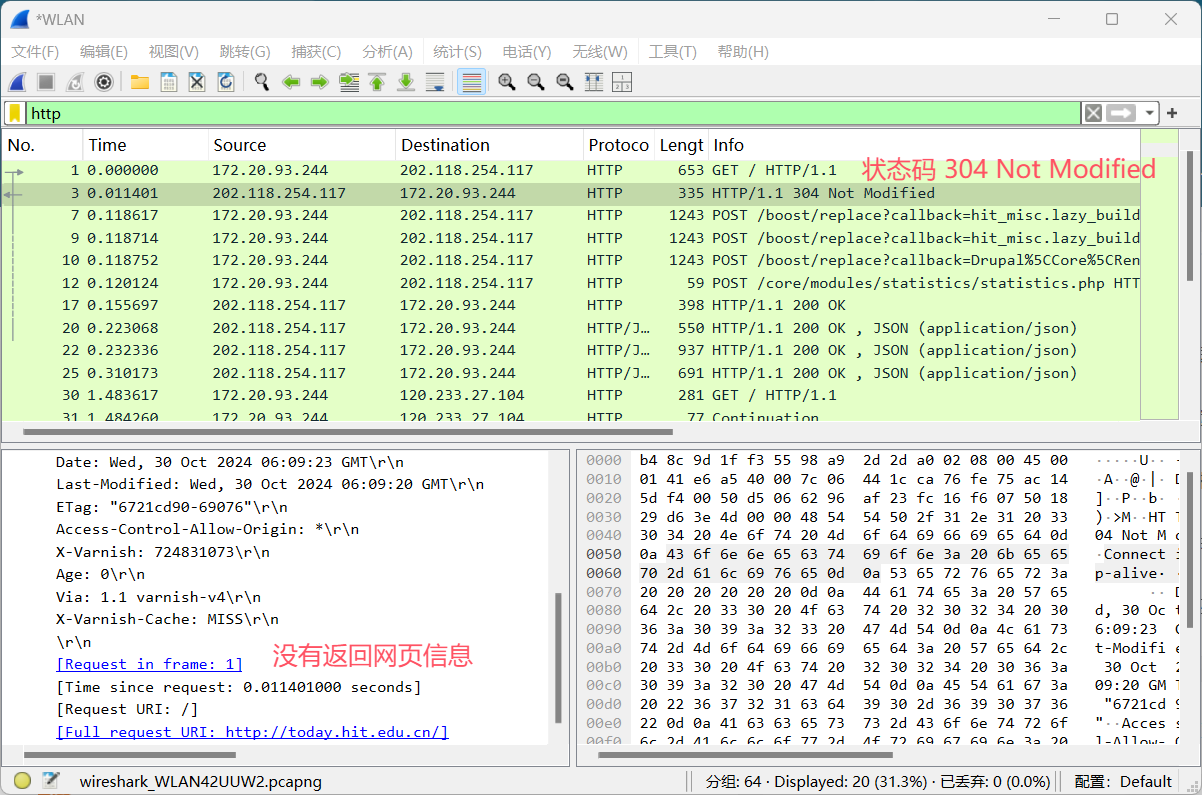 *WLAN
文件(F) 编辑(E) 视图(V) 跳转(G) 捕获(C) 分析(A) 统计(S) 电话(Y) 无线(W) 工具(T) 帮助(H)
http
No. Time Source Destination Protoco Lengt Info
1 0.000000 172.20.93.244 202.118.254.117 HTTP 653 GET / HTTP/1.1
状态码 304 Not Modified
3 0.011401 202.118.254.117 172.20.93.244 HTTP 335 HTTP/1.1 304 Not Modified
7 0.118617 172.20.93.244 202.118.254.117 HTTP 1243 POST /boost/replace?callback=hit_misc.lazy_build
9 0.118714 172.20.93.244 202.118.254.117 HTTP 1243 POST /boost/replace?callback=hit_misc.lazy_build
10 0.118752 172.20.93.244 202.118.254.117 HTTP 1243 POST /boost/replace?callback=Drupal%5CCore%5CRen
12 0.120124 172.20.93.244 202.118.254.117 HTTP 59 POST /core/modules/statistics/statistics.php HTT
17 0.155697 202.118.254.117 172.20.93.244 HTTP 398 HTTP/1.1 200 OK
20 0.223068 202.118.254.117 172.20.93.244 HTTP/J… 550 HTTP/1.1 200 OK , JSON (application/json)
22 0.232336 202.118.254.117 172.20.93.244 HTTP/J… 937 HTTP/1.1 200 OK , JSON (application/json)
25 0.310173 202.118.254.117 172.20.93.244 HTTP/J… 691 HTTP/1.1 200 OK , JSON (application/json)
30 1.483617 172.20.93.244 120.233.27.104 HTTP 281 GET / HTTP/1.1
31 1.484260 172.20.93.244 120.233.27.104 HTTP 77 Continuation
Date: Wed, 30 Oct 2024 06:09:23 GMT\r\n
Last-Modified: Wed, 30 Oct 2024 06:09:20 GMT\r\n
ETag: "6721cd90-69076"\r\n
Access-Control-Allow-Origin: *\r\n
X-Varnish: 724831073\r\n
Age: 0\r\n
Via: 1.1 varnish-v4\r\n
X-Varnish-Cache: MISS\r\n
\r\n
[Request in frame: 1]
没有返回网页信息
[Time since request: 0.011401000 seconds]
[Request URI: /]
[Full request URI: http://today.hit.edu.cn/]
0000 b4 8c 9d 1f f3 55 98 a9 2d 2d a0 02 08 00 45 00 ·····U··
0010 01 41 e6 a5 40 00 7c 06 44 1c ca 76 fe 75 ac 14 ·A··@·|·
0020 5d f4 00 50 d5 06 62 96 af 23 fc 16 f6 07 50 18 ]··P··b·
0030 29 d6 3e 4d 00 00 48 54 54 50 2f 31 2e 31 20 33 )·>M··HT
0040 30 34 20 4e 6f 74 20 4d 6f 64 69 66 69 65 64 0d 04 Not M
0050 0a 43 6f 6e 6e 65 63 74 69 6f 6e 3a 20 6b 65 65 ·Connect
0060 70 2d 61 6c 69 76 65 0d 0a 53 65 72 76 65 72 3a p-alive·
0070 20 20 20 20 20 20 0d 0a 44 61 74 65 3a 20 57 65 ··
0080 64 2c 20 33 30 20 4f 63 74 20 32 30 32 34 20 30 d, 30 Oc
0090 36 3a 30 39 3a 32 33 20 47 4d 54 0d 0a 4c 61 73 6:09:23
00a0 74 2d 4d 6f 64 69 66 69 65 64 3a 20 57 65 64 2c t-Modifi
00b0 20 33 30 20 4f 63 74 20 32 30 32 34 20 30 36 3a 30 Oct
00c0 30 39 3a 32 30 20 47 4d 54 0d 0a 45 54 61 67 3a 09:20 GM
00d0 20 22 36 37 32 31 63 64 39 30 2d 36 39 30 37 36 "6721cd
00e0 22 0d 0a 41 63 63 65 73 73 2d 43 6f 6e 74 72 6f "··Acces
00f0 6c 2d 41 6c 6c 6f 77 2d 4f 72 69 67 69 6e 3a 20 l-Allow-
wireshark_WLAN42UUW2.pcapng
分组: 64 · Displayed: 20 (31.3%) · 已丢弃: 0 (0.0%)
配置: Default